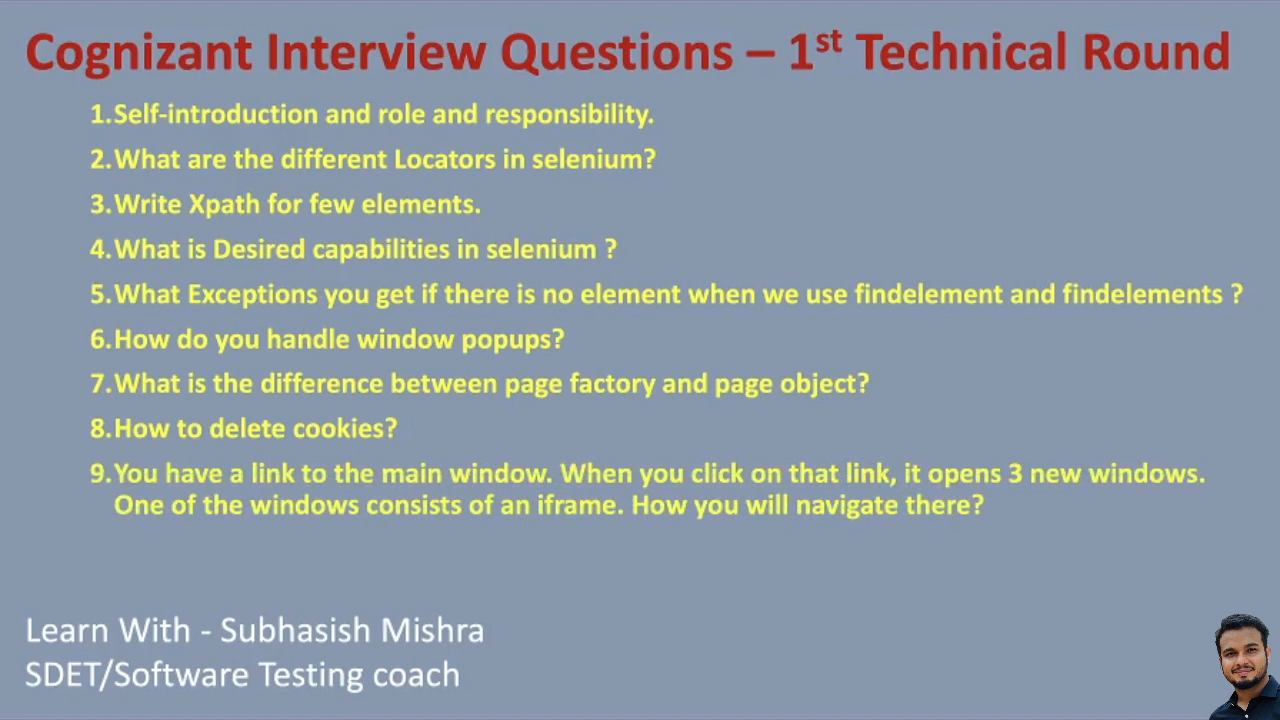 Cognizant Interview Questions – 1st Technical Round
1.Self-introduction and role and responsibility.
2.What are the different Locators in selenium?
3.Write Xpath for few elements.
4.What is Desired capabilities in selenium ?
5.What Exceptions you get if there is no element when we use findelement and findelements ?
6.How do you handle window popups?
7.What is the difference between page factory and page object?
8.How to delete cookies?
9.You have a link to the main window. When you click on that link, it opens 3 new windows.
One of the windows consists of an iframe. How you will navigate there?
Learn With - Subhasish Mishra
SDET/Software Testing coach